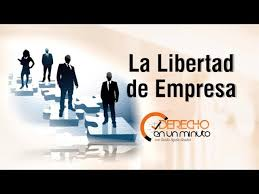 La Libertad
de Empresa
DERECHO
en un minuto